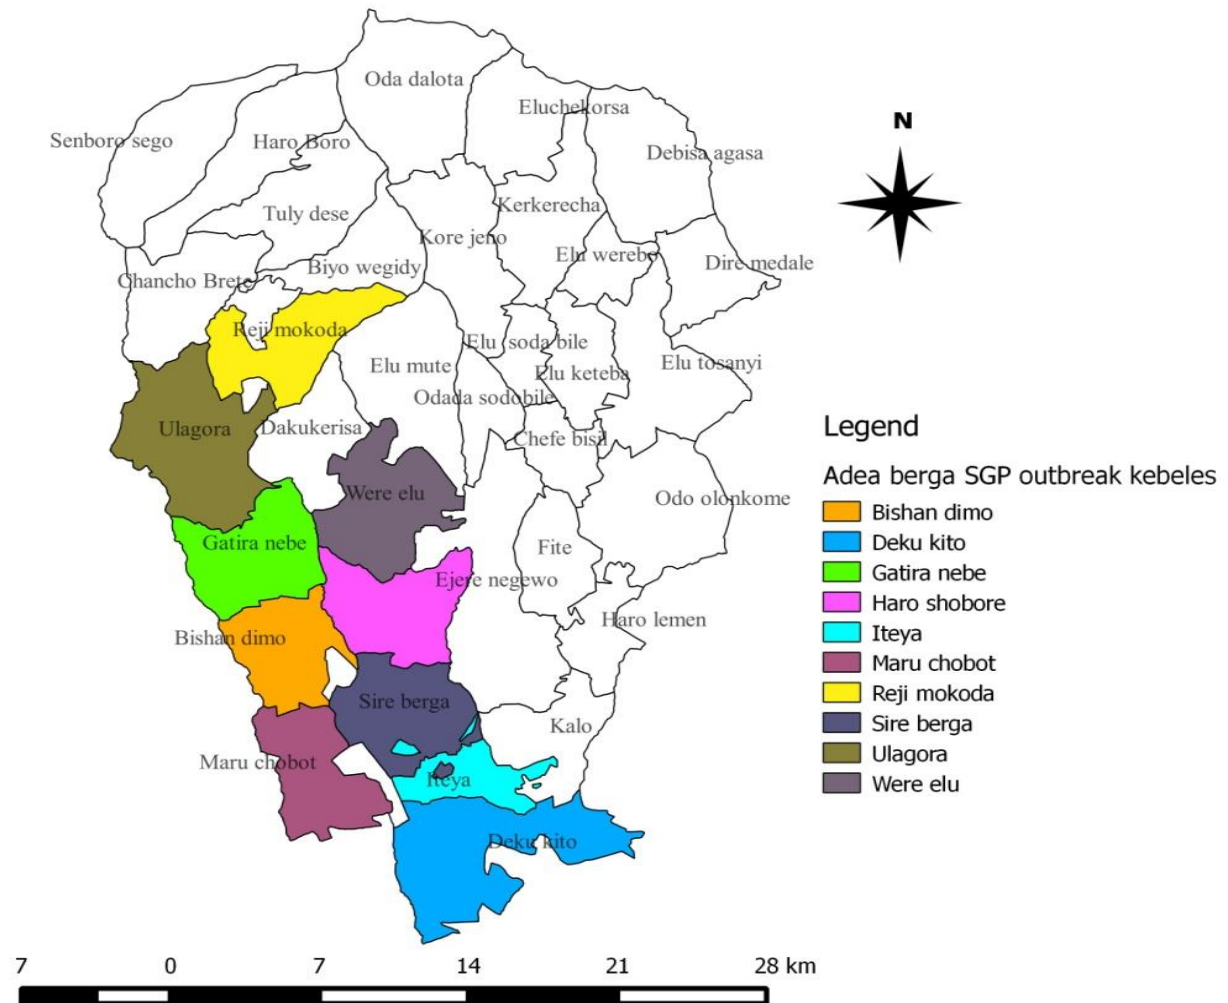 Oda dalota
Eluchekorsa
Senboro sego
Haro Boro
Debisa agasa
N
Tuly dese
Kerkerecha
Kore jeno
Elu werebo
Biyo wegidy
Dire medale
Chancho Brete
Reji mokoda
Elu soda bile
Elu mute
Elu keteba
Elu tosanyi
Odada sodobile
Ulagora
Dakukerisa
Chefe bisil
Were elu
Odo olonkome
Gatira nebe
Fite
Ejere negewo
Haro lemen
Bishan dimo
Sire berga
Kalo
Maru chobot
Iteya
Deku kito
Legend
Adea berga SGP outbreak kebeles
Bishan dimo
Deku kito
Gatira nebe
Haro shobore
Iteya
Maru chobot
Reji mokoda
Sire berga
Ulagora
Were elu
7 0 7 14 21 28 km